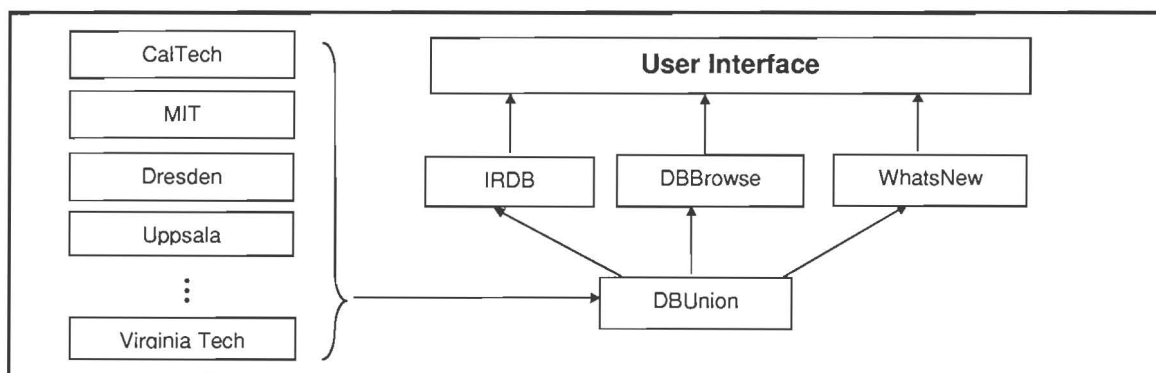 CalTech
MIT
Dresden
Uppsala
Virginia Tech
User Interface
IRDB
DBBrowse
WhatsNew
DBUnion